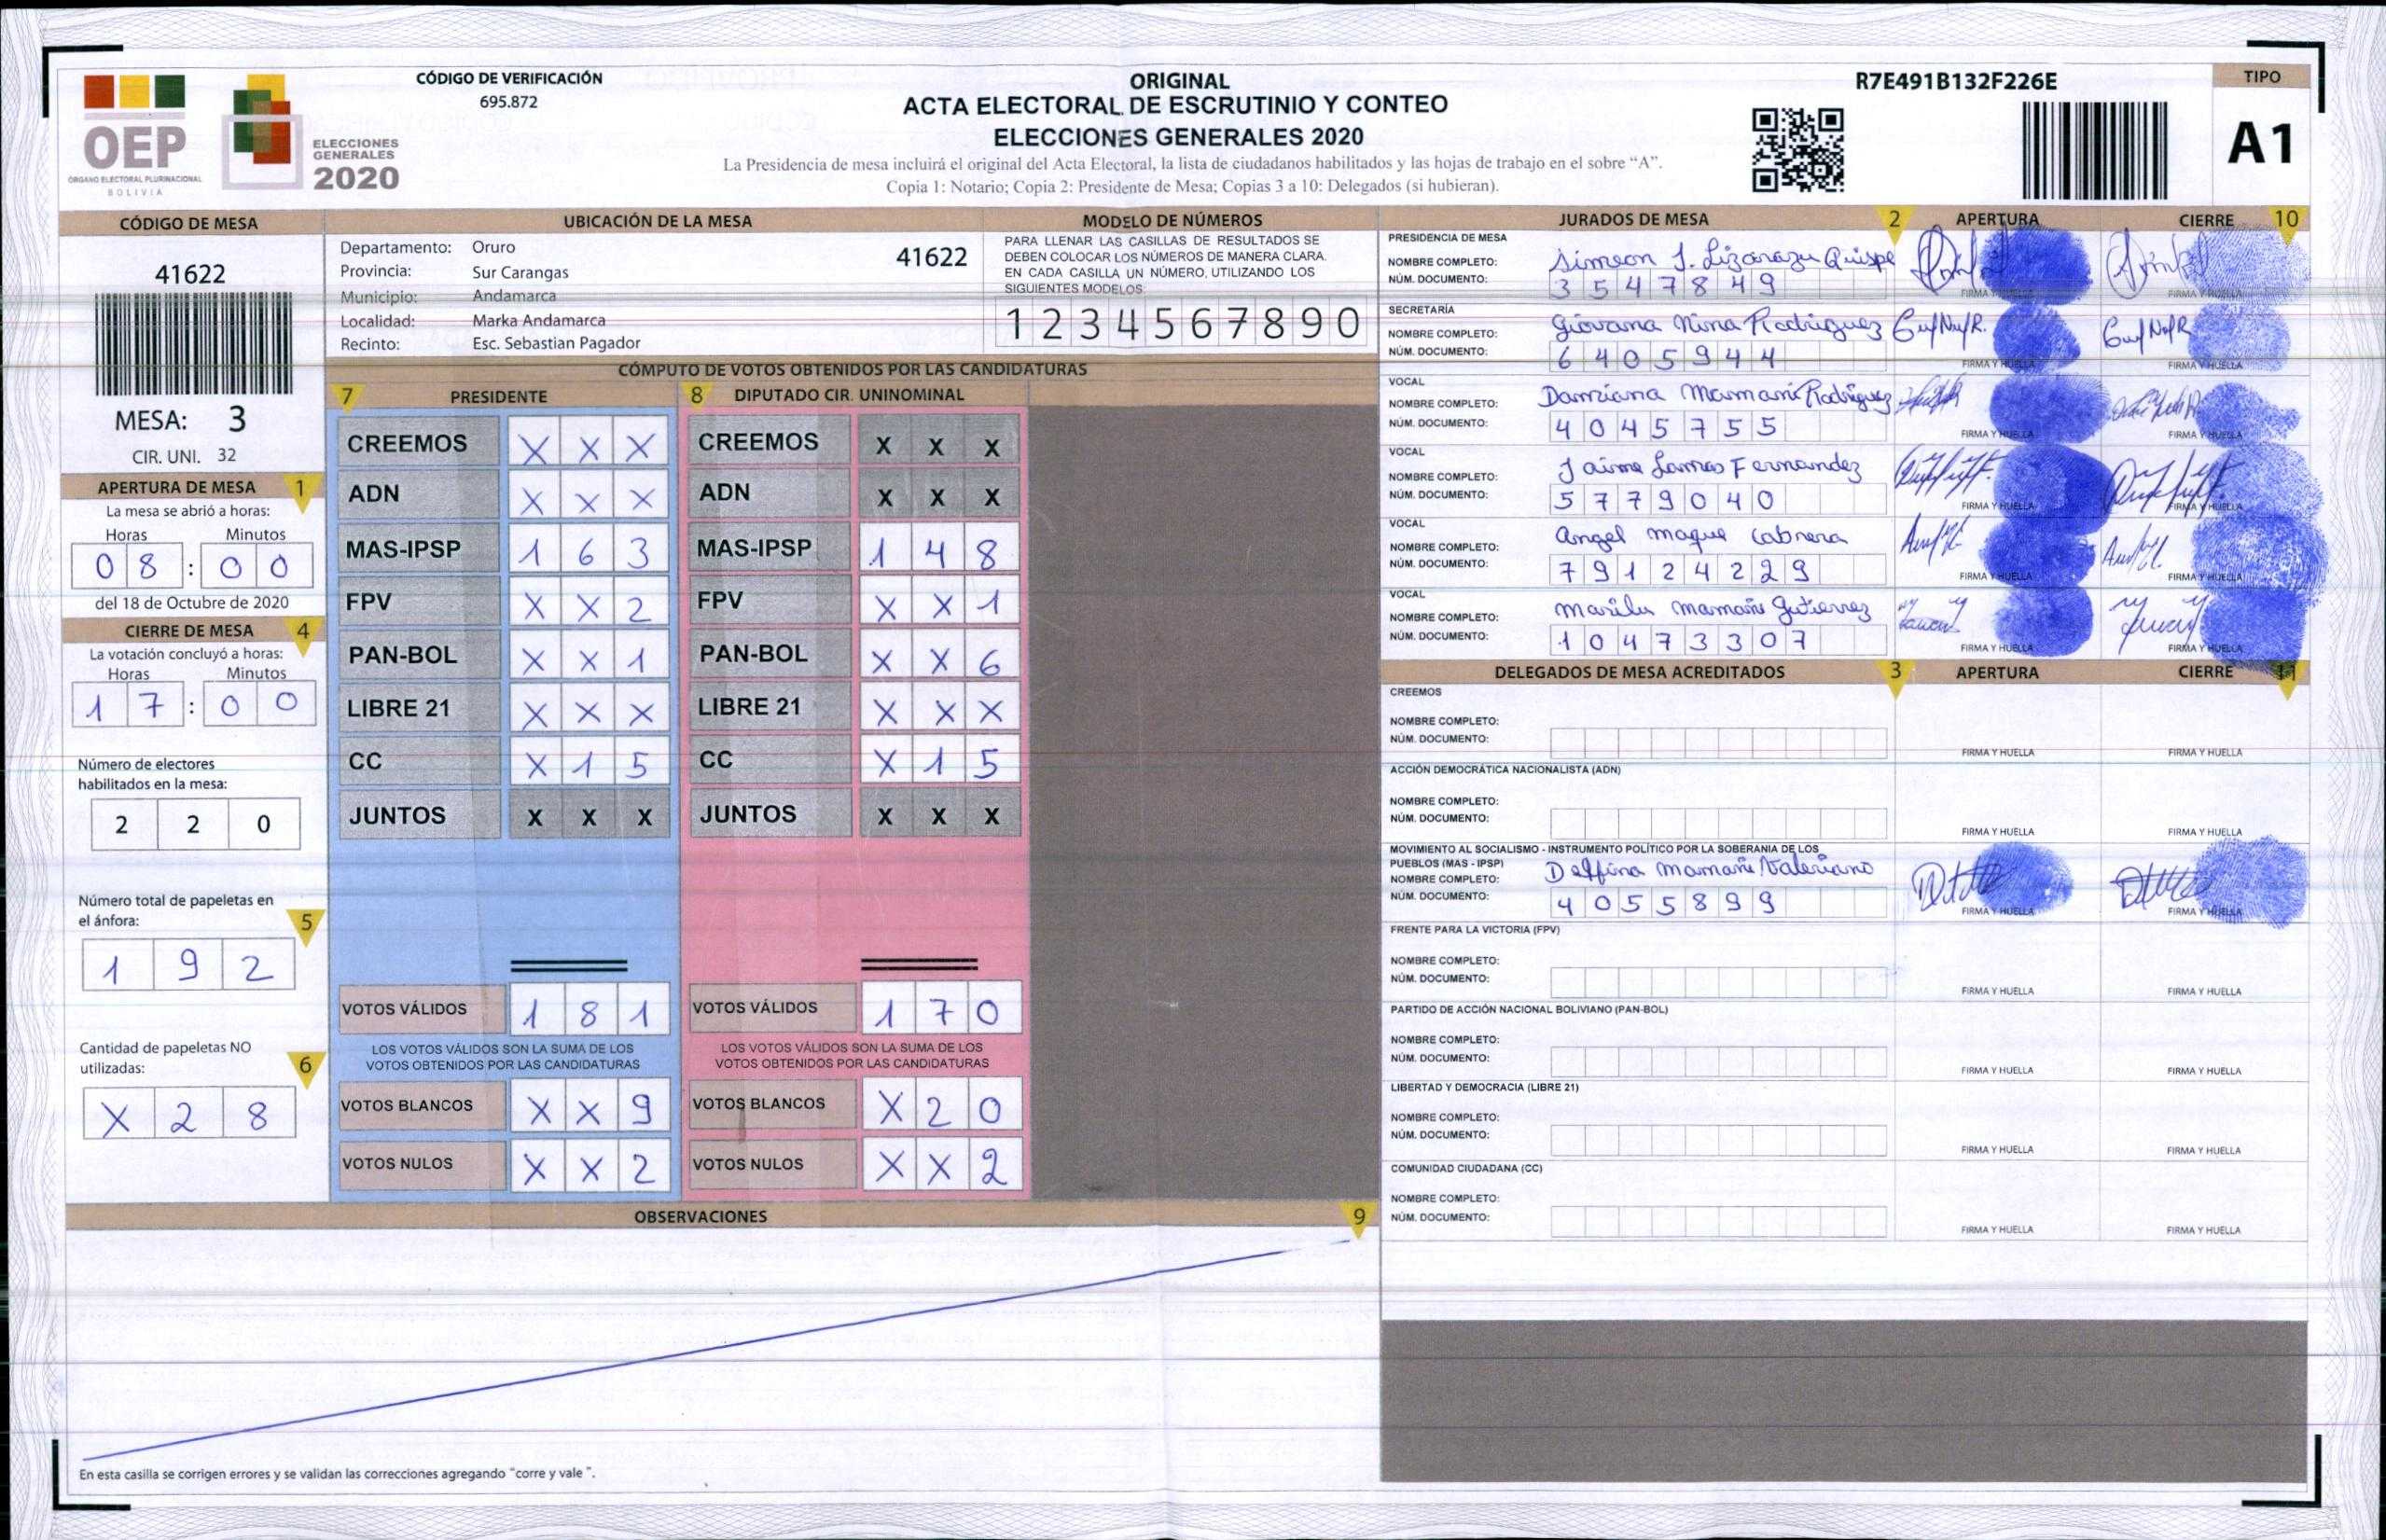 OEP
ÓRGANO ELECTORAL PLURINACIONAL
BOLIVIA
ELECCIONES
GENERALES
2020
CÓDIGO DE VERIFICACIÓN
695.872
ORIGINAL
ACTA ELECTORAL DE ESCRUTINIO Y CONTEO
ELECCIONES GENERALES 2020
La Presidencia de mesa incluirá el original del Acta Electoral, la lista de ciudadanos habilitados y las hojas de trabajo en el sobre “A”.
Copia 1: Notario; Copia 2: Presidente de Mesa; Copias 3 a 10: Delegados (si hubieran).
R7E491B132F226E
TIPO
A1
CÓDIGO DE MESA
41622
MESA: 3
CIR. UNI. 32
APERTURA DE MESA 1
La mesa se abrió a horas:
Horas Minutos
0 8 : 0 0
del 18 de Octubre de 2020
CIERRE DE MESA 4
La votación concluyó a horas:
Horas Minutos
1 7 : 0 0
Número de electores
habilitados en la mesa:
2 2 0
Número total de papeletas en
el ánfora: 5
1 9 2
Cantidad de papeletas NO
utilizadas: 6
X 2 8
UBICACIÓN DE LA MESA
Departamento: Oruro 41622
Provincia: Sur Carangas
Municipio: Andamarca
Localidad: Marka Andamarca
Recinto: Esc. Sebastian Pagador
MODELO DE NÚMEROS
PARA LLENAR LAS CASILLAS DE RESULTADOS SE
DEBEN COLOCAR LOS NÚMEROS DE MANERA CLARA.
EN CADA CASILLA UN NÚMERO, UTILIZANDO LOS
SIGUIENTES MODELOS
1 2 3 4 5 6 7 8 9 0
CÓMPUTO DE VOTOS OBTENIDOS POR LAS CANDIDATURAS
7 PRESIDENTE 8 DIPUTADO CIR. UNINOMINAL
CREEMOS X X X CREEMOS X X X
ADN X X X ADN X X X
MAS-IPSP 1 6 3 MAS-IPSP 1 4 8
FPV X X 2 FPV X X 1
PAN-BOL X X 1 PAN-BOL X X 6
LIBRE 21 X X X LIBRE 21 X X X
CC X 1 5 CC X 1 5
JUNTOS X X X JUNTOS X X X
VOTOS VÁLIDOS 1 8 1 VOTOS VÁLIDOS 1 7 0
LOS VOTOS VÁLIDOS SON LA SUMA DE LOS LOS VOTOS VÁLIDOS SON LA SUMA DE LOS
VOTOS OBTENIDOS POR LAS CANDIDATURAS VOTOS OBTENIDOS POR LAS CANDIDATURAS
VOTOS BLANCOS X X 9 VOTOS BLANCOS X 2 0
VOTOS NULOS X X 2 VOTOS NULOS X X 2
OBSERVACIONES 9
En esta casilla se corrigen errores y se validan las correcciones agregando “corre y vale ”.
JURADOS DE MESA 2 APERTURA CIERRE 10
PRESIDENCIA DE MESA
NOMBRE COMPLETO: Simeon J. Lizarazu Quispe
NÚM. DOCUMENTO: 3 5 4 7 8 4 9 FIRMA Y HUELLA FIRMA Y HUELLA
SECRETARÍA
NOMBRE COMPLETO: Giovana Nina Rodriguez
NÚM. DOCUMENTO: 6 4 0 5 9 4 4 FIRMA Y HUELLA FIRMA Y HUELLA
VOCAL
NOMBRE COMPLETO: Damiana Mamani Rodriguez
NÚM. DOCUMENTO: 4 0 4 5 7 5 5 FIRMA Y HUELLA FIRMA Y HUELLA
VOCAL
NOMBRE COMPLETO: Jaime Lamas Fernandez
NÚM. DOCUMENTO: 5 7 7 9 0 4 0 FIRMA Y HUELLA FIRMA Y HUELLA
VOCAL
NOMBRE COMPLETO: Angel Maque Cabrera
NÚM. DOCUMENTO: 7 9 1 2 4 2 2 9 FIRMA Y HUELLA FIRMA Y HUELLA
VOCAL
NOMBRE COMPLETO: Marilu Mamani Gutierrez
NÚM. DOCUMENTO: 1 0 4 7 3 3 0 7 FIRMA Y HUELLA FIRMA Y HUELLA
DELEGADOS DE MESA ACREDITADOS 3 APERTURA CIERRE 11
CREEMOS
NOMBRE COMPLETO:
NÚM. DOCUMENTO: FIRMA Y HUELLA FIRMA Y HUELLA
ACCIÓN DEMOCRÁTICA NACIONALISTA (ADN)
NOMBRE COMPLETO:
NÚM. DOCUMENTO: FIRMA Y HUELLA FIRMA Y HUELLA
MOVIMIENTO AL SOCIALISMO - INSTRUMENTO POLÍTICO POR LA SOBERANIA DE LOS
PUEBLOS (MAS - IPSP)
NOMBRE COMPLETO: Delfina Mamani Valeriano
NÚM. DOCUMENTO: 4 0 5 5 8 9 9 FIRMA Y HUELLA FIRMA Y HUELLA
FRENTE PARA LA VICTORIA (FPV)
NOMBRE COMPLETO:
NÚM. DOCUMENTO: FIRMA Y HUELLA FIRMA Y HUELLA
PARTIDO DE ACCIÓN NACIONAL BOLIVIANO (PAN-BOL)
NOMBRE COMPLETO:
NÚM. DOCUMENTO: FIRMA Y HUELLA FIRMA Y HUELLA
LIBERTAD Y DEMOCRACIA (LIBRE 21)
NOMBRE COMPLETO:
NÚM. DOCUMENTO: FIRMA Y HUELLA FIRMA Y HUELLA
COMUNIDAD CIUDADANA (CC)
NOMBRE COMPLETO:
NÚM. DOCUMENTO: FIRMA Y HUELLA FIRMA Y HUELLA